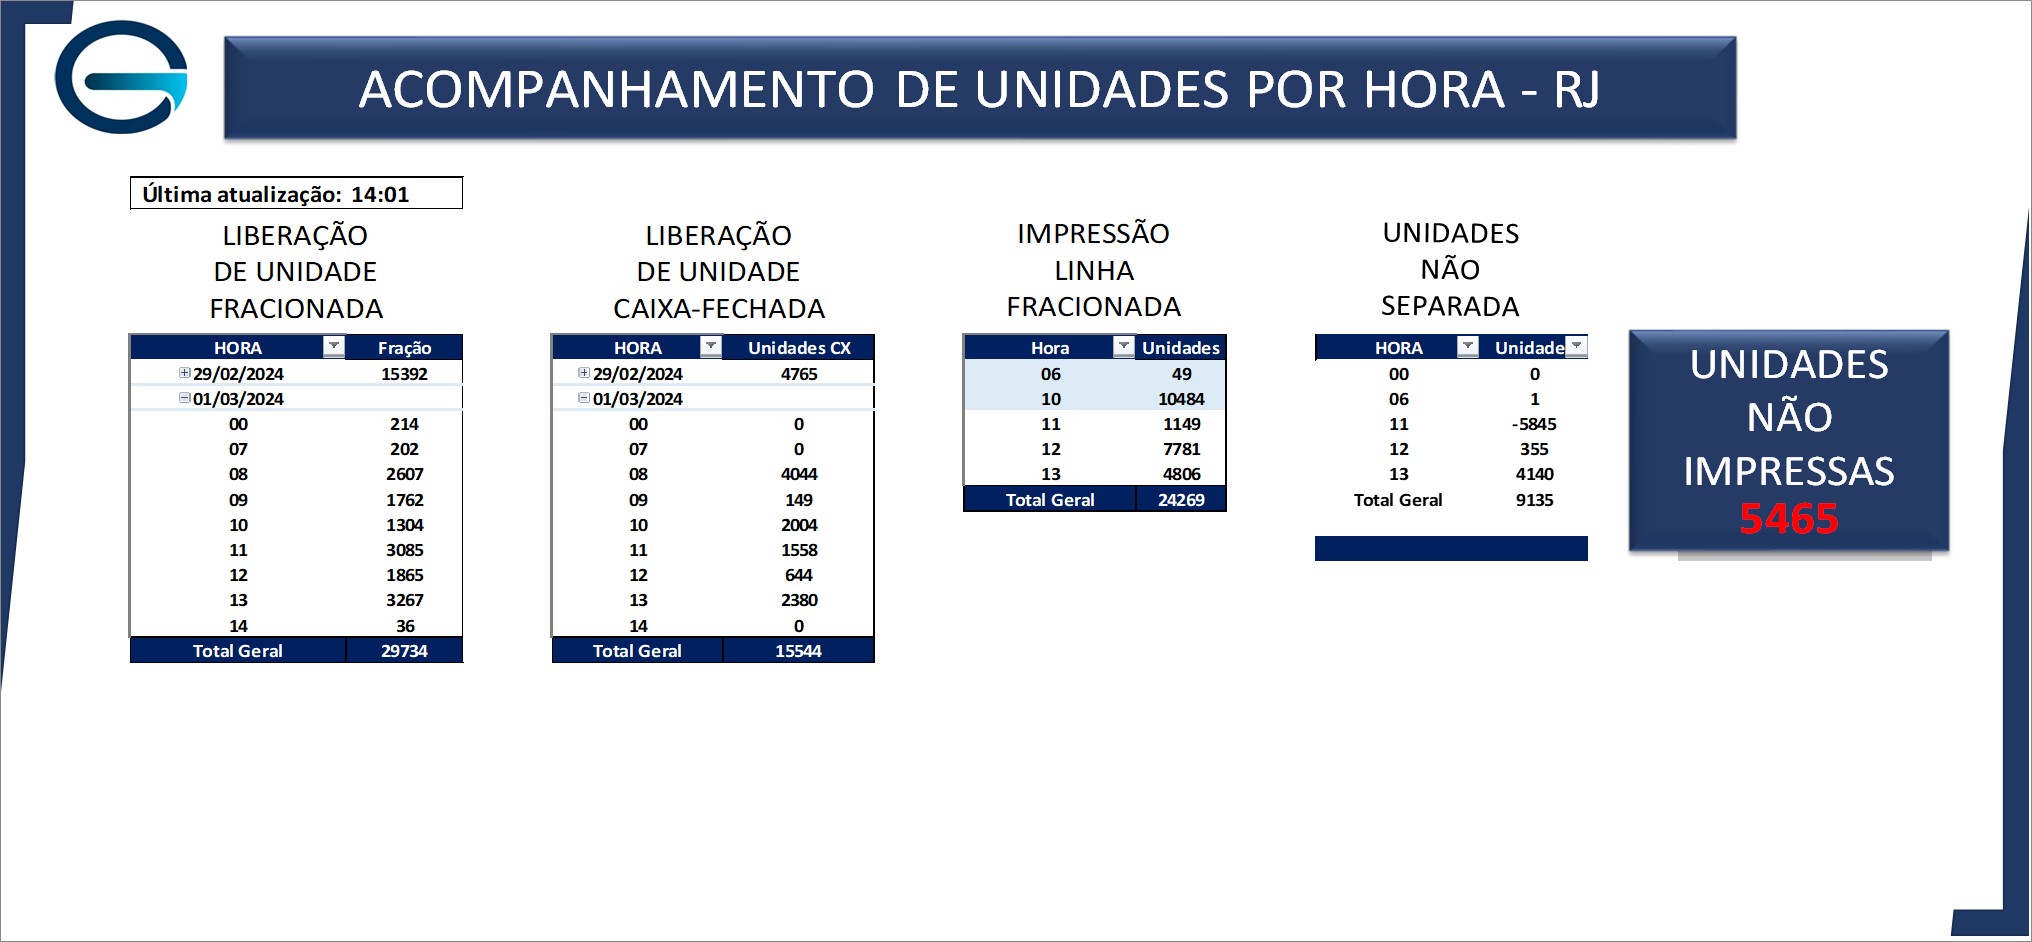 ACOMPANHAMENTO DE UNIDADES POR HORA - RJ
Última atualização: 14:01
LIBERAÇÃO
DE UNIDADE
FRACIONADA
HORA Fração
29/02/2024 15392
01/03/2024
00 214
07 202
08 2607
09 1762
10 1304
11 3085
12 1865
13 3267
14 36
Total Geral 29734
LIBERAÇÃO
DE UNIDADE
CAIXA-FECHADA
HORA Unidades CX
29/02/2024 4765
01/03/2024
00 0
07 0
08 4044
09 149
10 2004
11 1558
12 644
13 2380
14 0
Total Geral 15544
IMPRESSÃO
LINHA
FRACIONADA
Hora Unidades
06 49
10 10484
11 1149
12 7781
13 4806
Total Geral 24269
UNIDADES
NÃO
SEPARADA
HORA Unidade
00 0
06 1
11 -5845
12 355
13 4140
Total Geral 9135
UNIDADES
NÃO
IMPRESSAS
5465